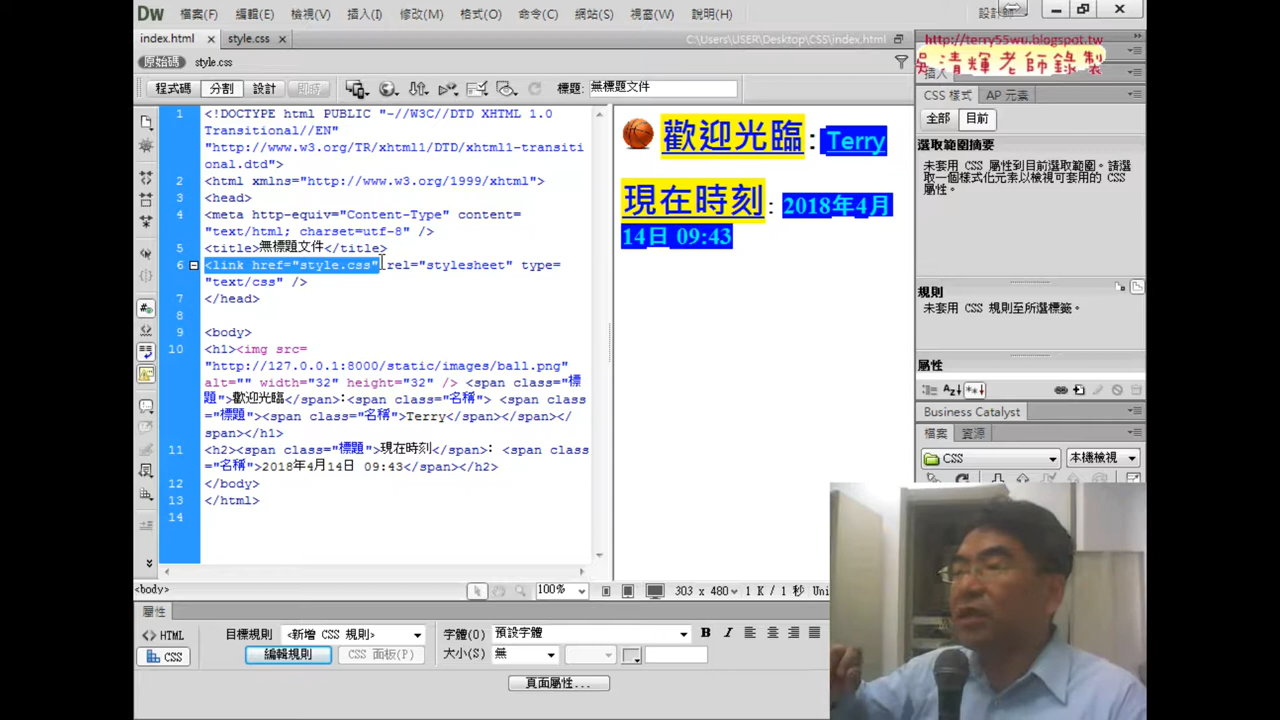 Dw 檔案(F) 編輯(E) 檢視(V) 插入(I) 修改(M) 格式(O) 命令(C) 網站(S) 視窗(W) 說明(H)
index.html × style.css ×
C:\Users\USER\Desktop\CSS\index.html
http://terry55wu.blogspot.tw
吳清輝老師錄製
原始碼 style.css
插入
程式碼 分割 設計 即時 標題: 無標題文件
CSS 樣式 AP 元素
全部 目前
選取範圍摘要
未套用 CSS 屬性到目前選取範圍。請選
取一個樣式化元素以檢視可套用的 CSS
屬性。
規則
未套用 CSS 規則至所選標籤。
屬性
Business Catalyst
檔案 資源
CSS 本機檢視
1 <!DOCTYPE html PUBLIC "-//W3C//DTD XHTML 1.0
Transitional//EN"
"http://www.w3.org/TR/xhtml1/DTD/xhtml1-transiti
onal.dtd">
2 <html xmlns="http://www.w3.org/1999/xhtml">
3 <head>
4 <meta http-equiv="Content-Type" content=
"text/html; charset=utf-8" />
5 <title>無標題文件</title>
6 <link href="style.css" rel="stylesheet" type=
"text/css" />
7 </head>
8
9 <body>
10 <h1><img src=
"http://127.0.0.1:8000/static/images/ball.png"
alt="" width="32" height="32" /> <span class="標
題">歡迎光臨</span>:<span class="名稱"> <span class
="標題"><span class="名稱">Terry</span></span></
span></h1>
11 <h2><span class="標題">現在時刻</span>: <span class
="名稱">2018年4月14日 09:43</span></h2>
12 </body>
13 </html>
14
歡迎光臨 : Terry
現在時刻 : 2018年4月
14日 09:43
<body> 100% 303 x 480 1 K / 1 秒 Uni
屬性
HTML 目標規則 <新增 CSS 規則> 字體(O) 預設字體 B I
CSS 編輯規則 CSS 面板(P) 大小(S) 無
頁面屬性...